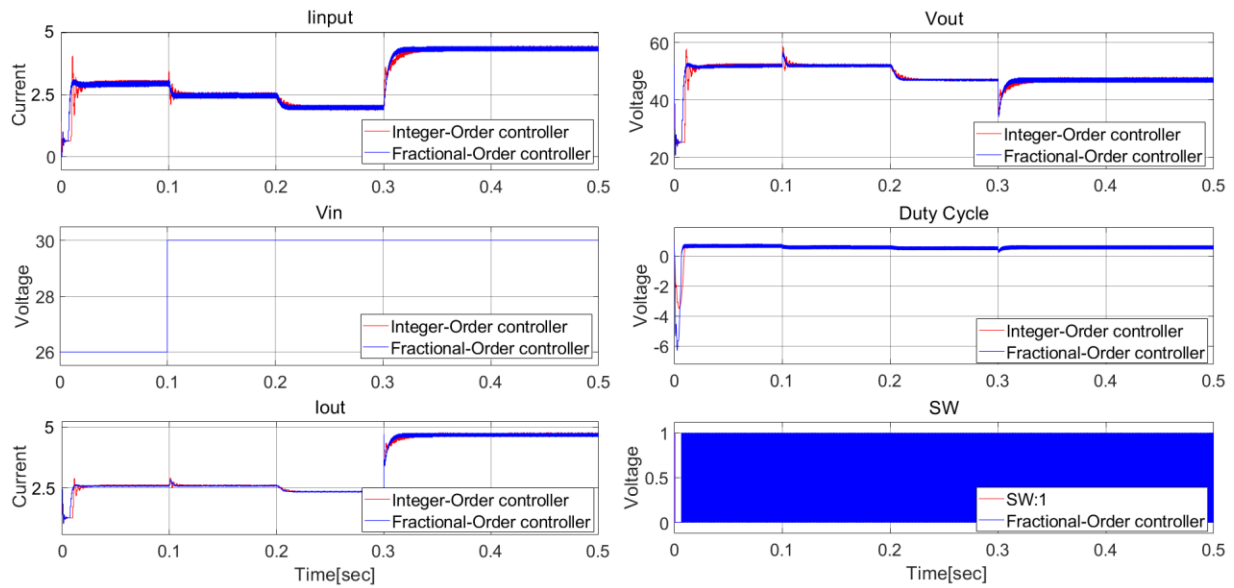 Iinput
Current
5
2.5
0
Integer-Order controller
Fractional-Order controller
0 0.1 0.2 0.3 0.4 0.5
Vout
Voltage
60
40
20
Integer-Order controller
Fractional-Order controller
0 0.1 0.2 0.3 0.4 0.5
Vin
Voltage
30
28
26
Integer-Order controller
Fractional-Order controller
0 0.1 0.2 0.3 0.4 0.5
Duty Cycle
Voltage
0
-2
-4
-6
Integer-Order controller
Fractional-Order controller
0 0.1 0.2 0.3 0.4 0.5
Iout
Current
5
2.5
Integer-Order controller
Fractional-Order controller
0 0.1 0.2 0.3 0.4 0.5
Time[sec]
SW
Voltage
1
0.5
0
SW:1
Fractional-Order controller
0 0.1 0.2 0.3 0.4 0.5
Time[sec]